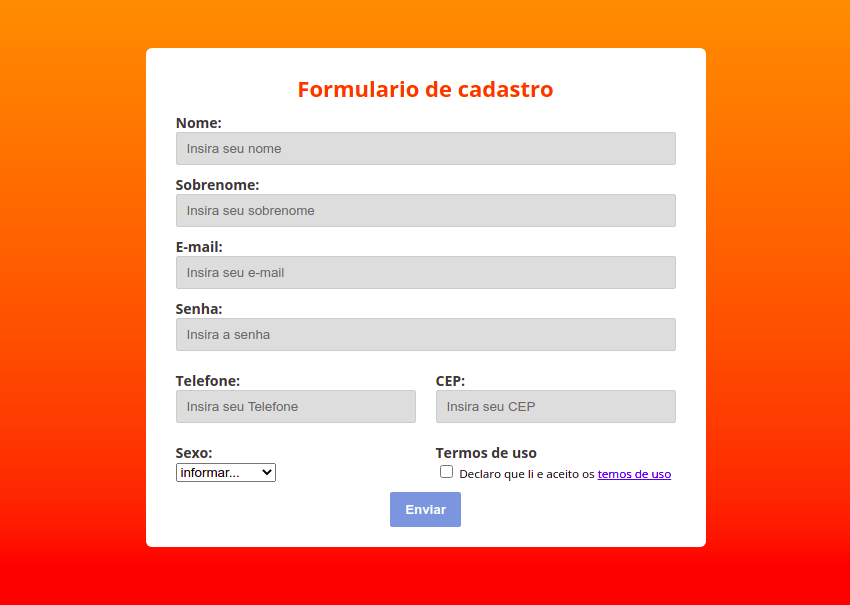 Formulario de cadastro
Nome:
Insira seu nome
Sobrenome:
Insira seu sobrenome
E-mail:
Insira seu e-mail
Senha:
Insira a senha
Telefone:
Insira seu Telefone
CEP:
Insira seu CEP
Sexo:
informar...
Termos de uso
Declaro que li e aceito os temos de uso
Enviar